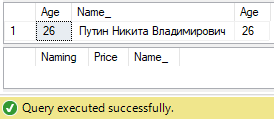 Age Name_ Age
1 26 Путин Никита Владимирович 26
Naming Price Name_
Query executed successfully.